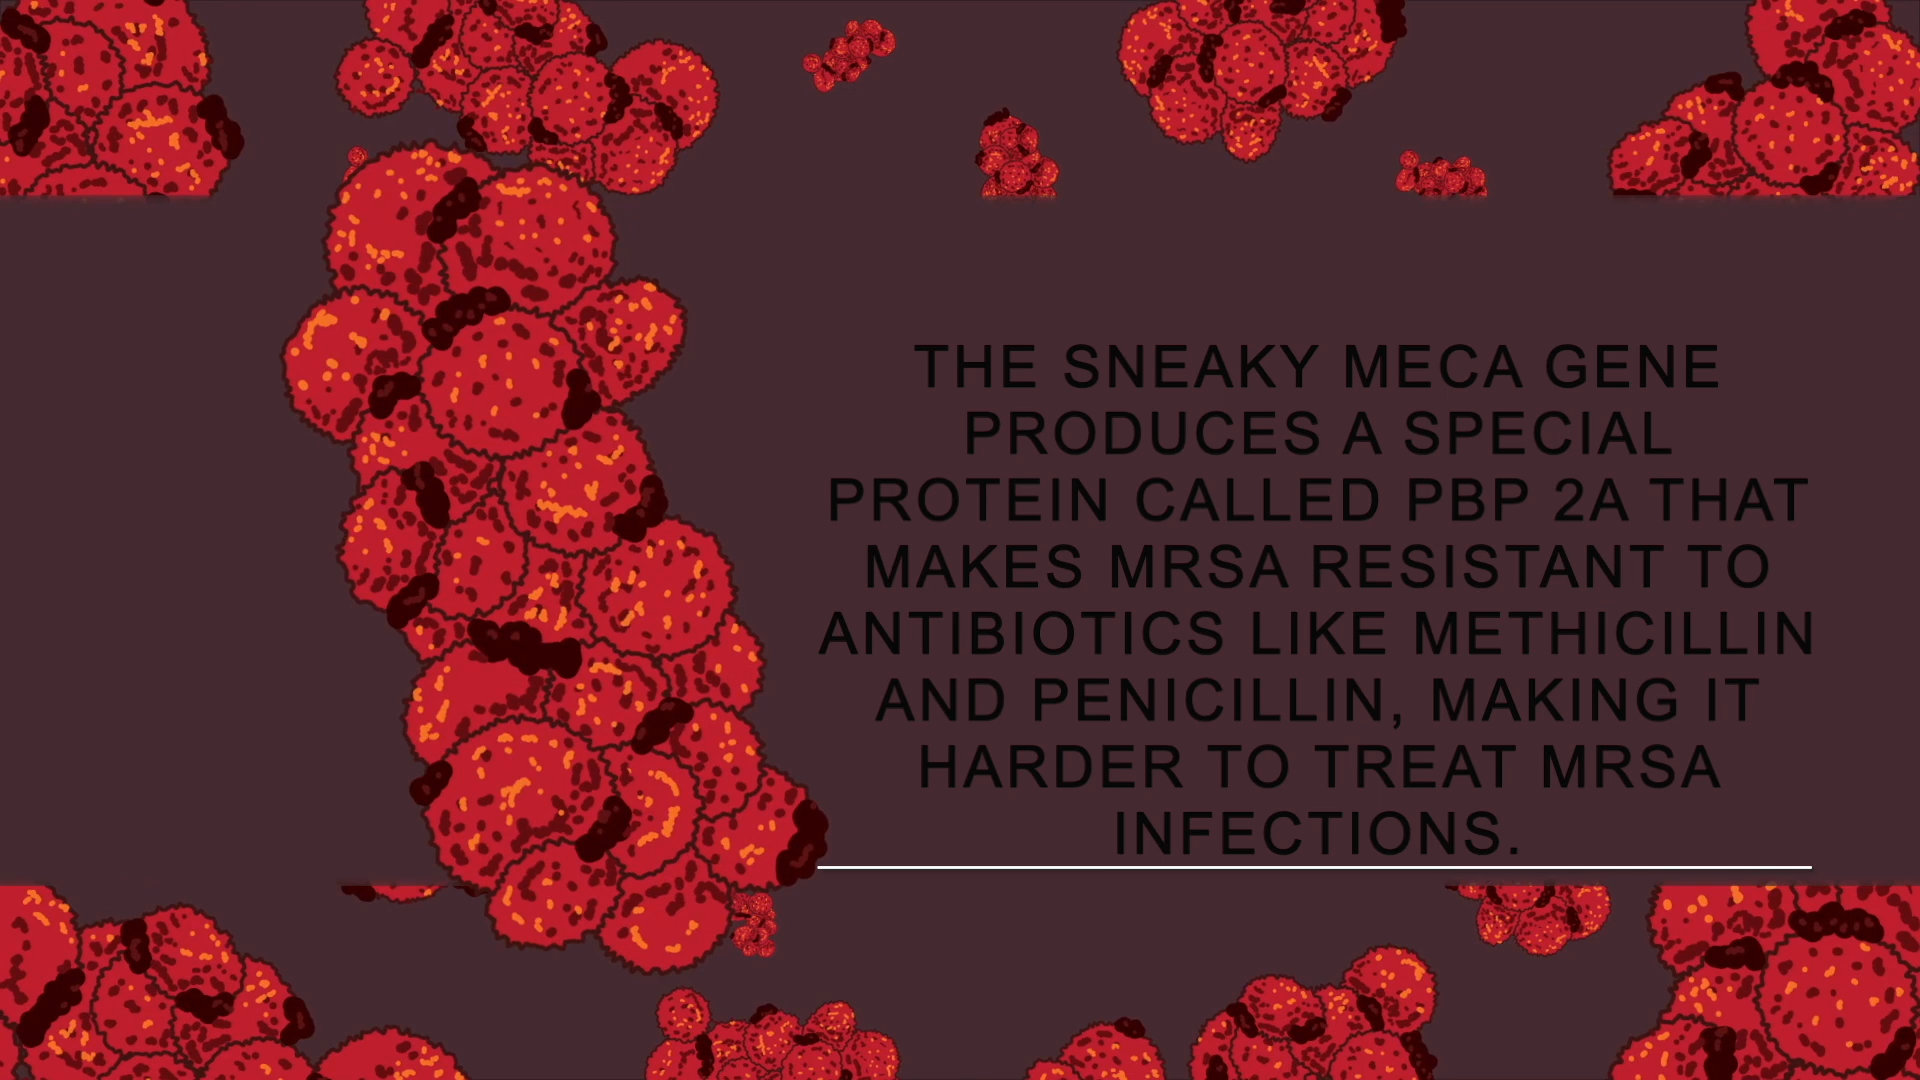 THE SNEAKY MECA GENE
PRODUCES A SPECIAL
PROTEIN CALLED PBP 2A THAT
MAKES MRSA RESISTANT TO
ANTIBIOTICS LIKE METHICILLIN
AND PENICILLIN, MAKING IT
HARDER TO TREAT MRSA
INFECTIONS.